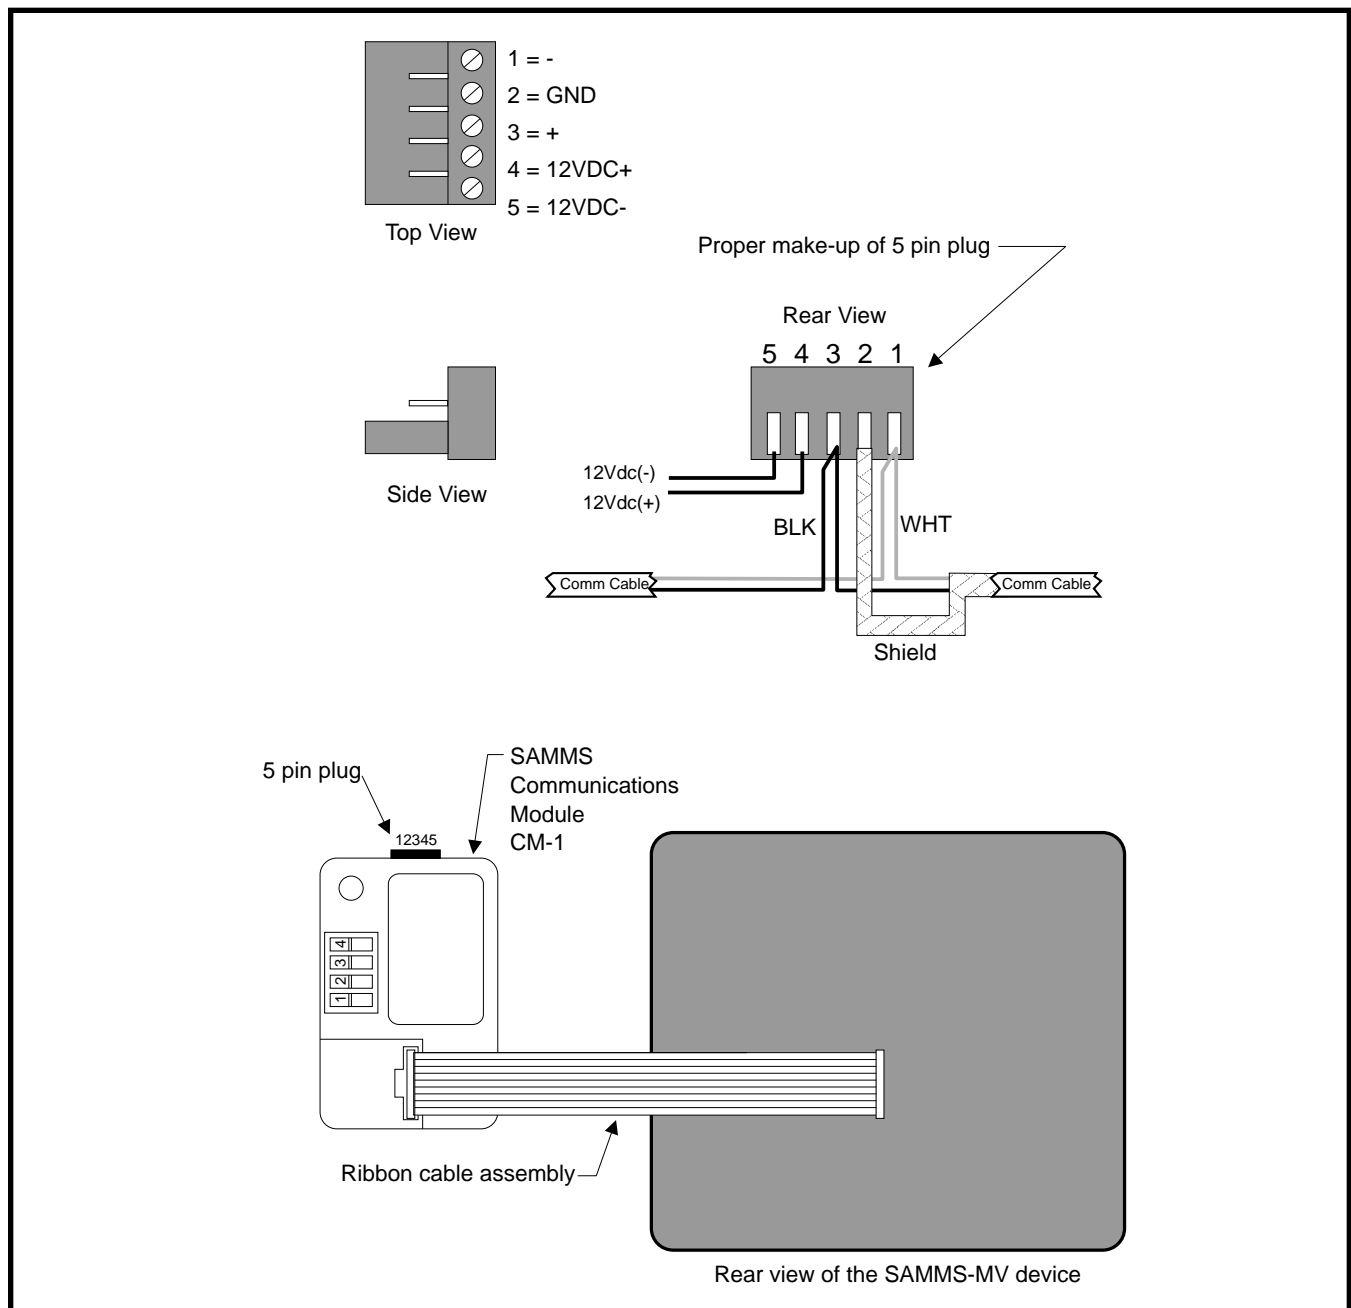 1 = -
2 = GND
3 = +
4 = 12VDC+
5 = 12VDC-
Top View
Proper make-up of 5 pin plug
Rear View
5 4 3 2 1
Side View
12Vdc(-)
12Vdc(+)
BLK
WHT
Comm Cable
Comm Cable
Shield
5 pin plug
SAMMS
Communications
Module
CM-1
12345
4
3
2
1
Ribbon cable assembly
Rear view of the SAMMS-MV device